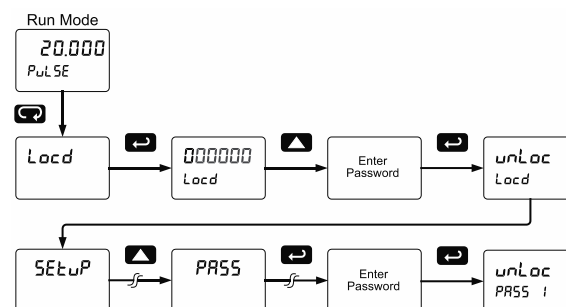 Run Mode
20.000
PuLSE
Locd
000000
Locd
Enter
Password
unLoc
Locd
SEtuP
PASS
Enter
Password
unLoc
PASS 1